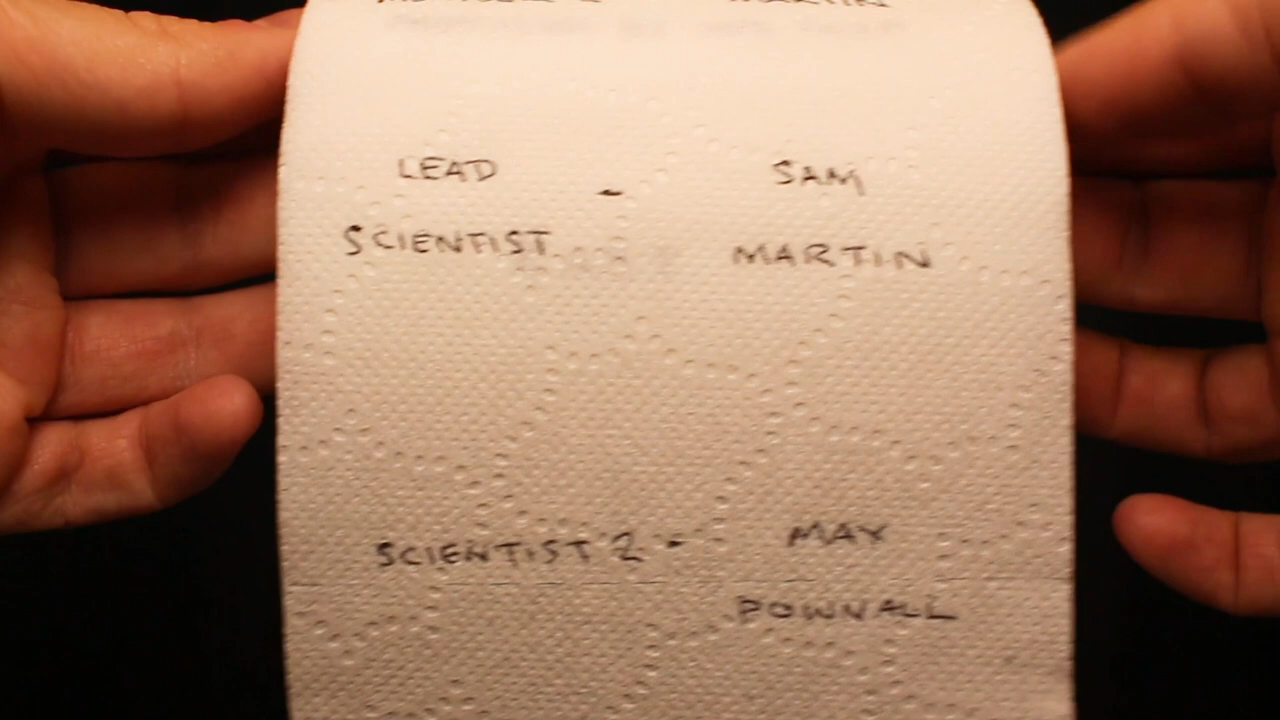 LEAD - SAM
SCIENTIST MARTIN
SCIENTIST 2 - MAY
POWNALL